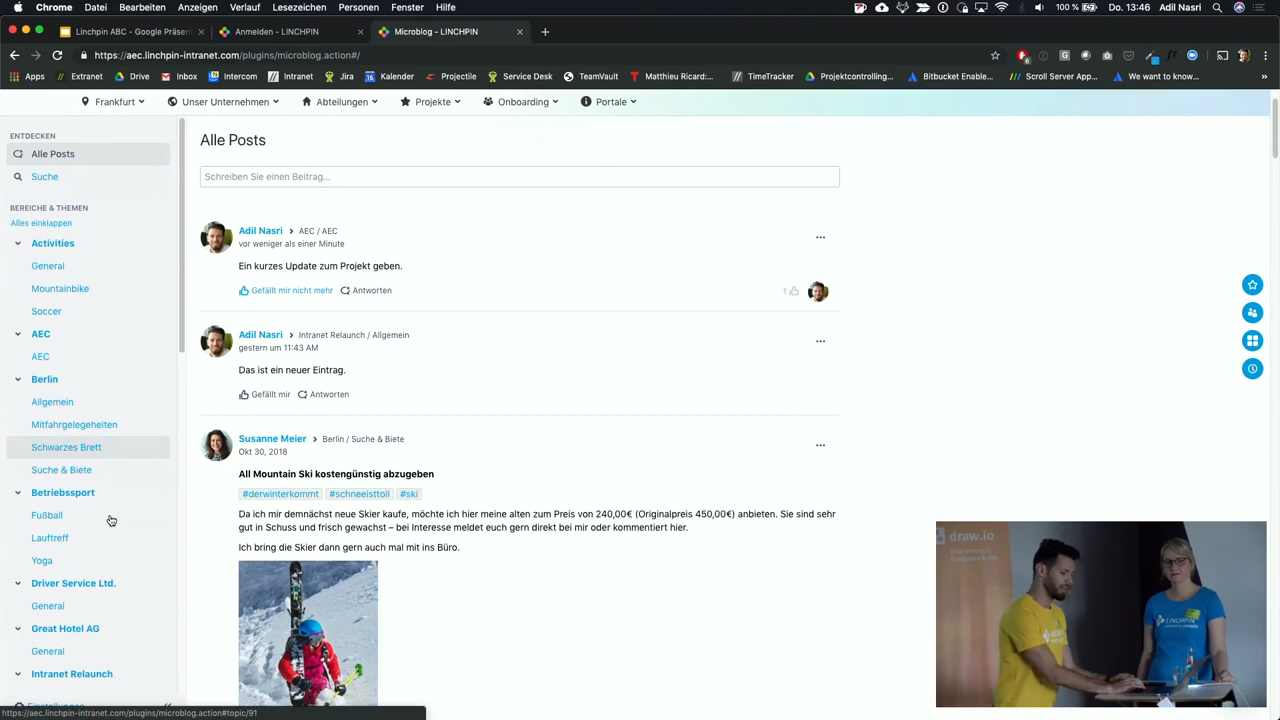 Chrome Datei Bearbeiten Anzeigen Verlauf Lesezeichen Personen Fenster Hilfe 100 % Do. 13:46 Adil Nasri
Linchpin ABC - Google Präsen Anmelden - LINCHPIN Microblog - LINCHPIN
https://aec.linchpin-intranet.com/plugins/microblog.action#/
Apps Extranet Drive Inbox Intercom Intranet Jira 16 Kalender Projectile Service Desk TeamVault Matthieu Ricard:... TimeTracker Projektcontrolling... Bitbucket Enable... Scroll Server App... We want to know...
Frankfurt Unser Unternehmen Abteilungen Projekte Onboarding Portale
ENTDECKEN
Alle Posts
Suche
BEREICHE & THEMEN
Alles einklappen
Activities
General
Mountainbike
Soccer
AEC
AEC
Berlin
Allgemein
Mitfahrgelegeheiten
Schwarzes Brett
Suche & Biete
Betriebssport
Fußball
Lauftreff
Yoga
Driver Service Ltd.
General
Great Hotel AG
General
Intranet Relaunch
Einstellungen
Alle Posts
Schreiben Sie einen Beitrag...
Adil Nasri AEC / AEC
vor weniger als einer Minute
Ein kurzes Update zum Projekt geben.
Gefällt mir nicht mehr Antworten 1
Adil Nasri Intranet Relaunch / Allgemein
gestern um 11:43 AM
Das ist ein neuer Eintrag.
Gefällt mir Antworten
Susanne Meier Berlin / Suche & Biete
Okt 30, 2018
All Mountain Ski kostengünstig abzugeben
#derwinterkommt #schneeisttoll #ski
Da ich mir demnächst neue Skier kaufe, möchte ich hier meine alten zum Preis von 240,00€ (Originalpreis 450,00€) anbieten. Sie sind sehr
gut in Schuss und frisch gewachst – bei Interesse meldet euch gern direkt bei mir oder kommentiert hier.
Ich bring die Skier dann gern auch mal mit ins Büro.
draw.io
LINCHPIN
LINCHPIN
https://aec.linchpin-intranet.com/plugins/microblog.action#topic/91